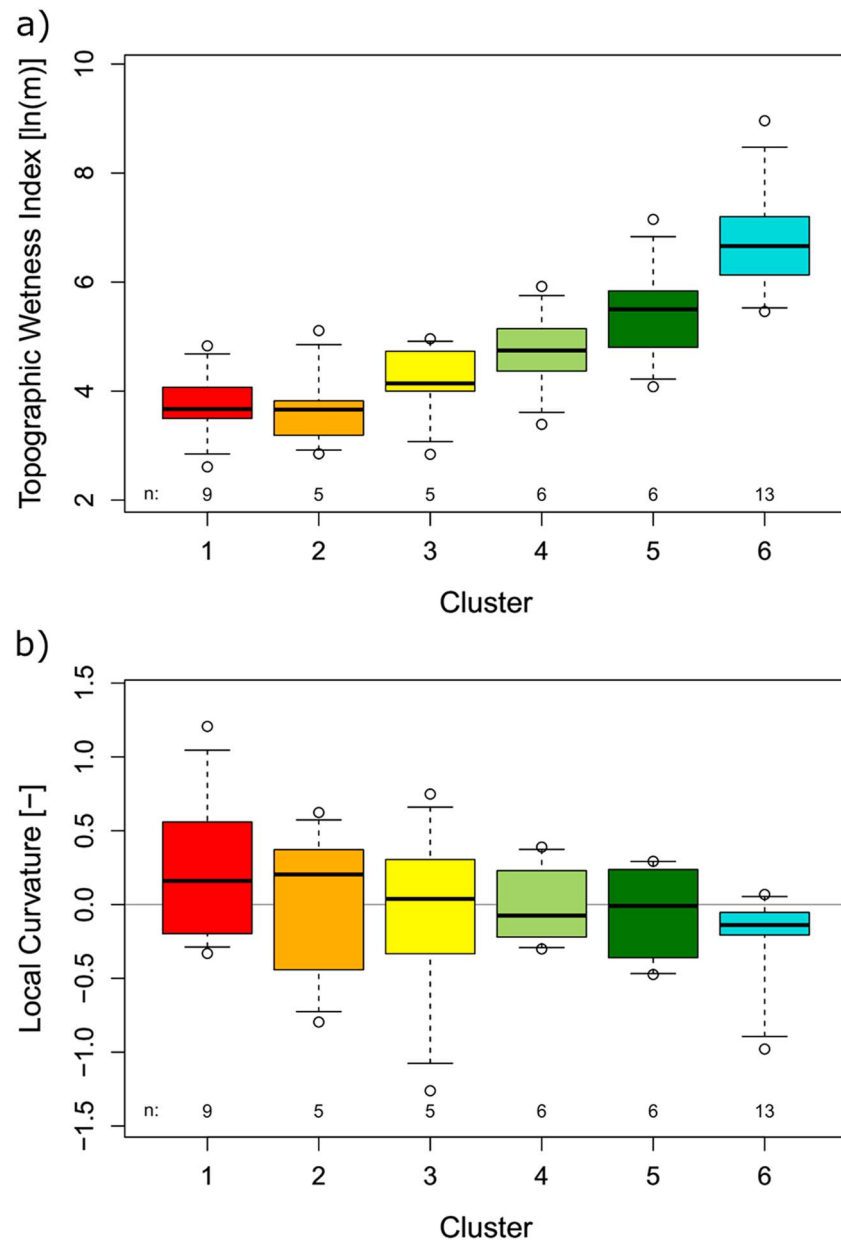 a)
Topographic Wetness Index [ln(m)]
10
8
6
4
2
n: 9 5 5 6 6 13
1 2 3 4 5 6
Cluster
b)
Local Curvature [−]
1.5
1.0
0.5
0.0
−0.5
−1.0
−1.5
n: 9 5 5 6 6 13
1 2 3 4 5 6
Cluster